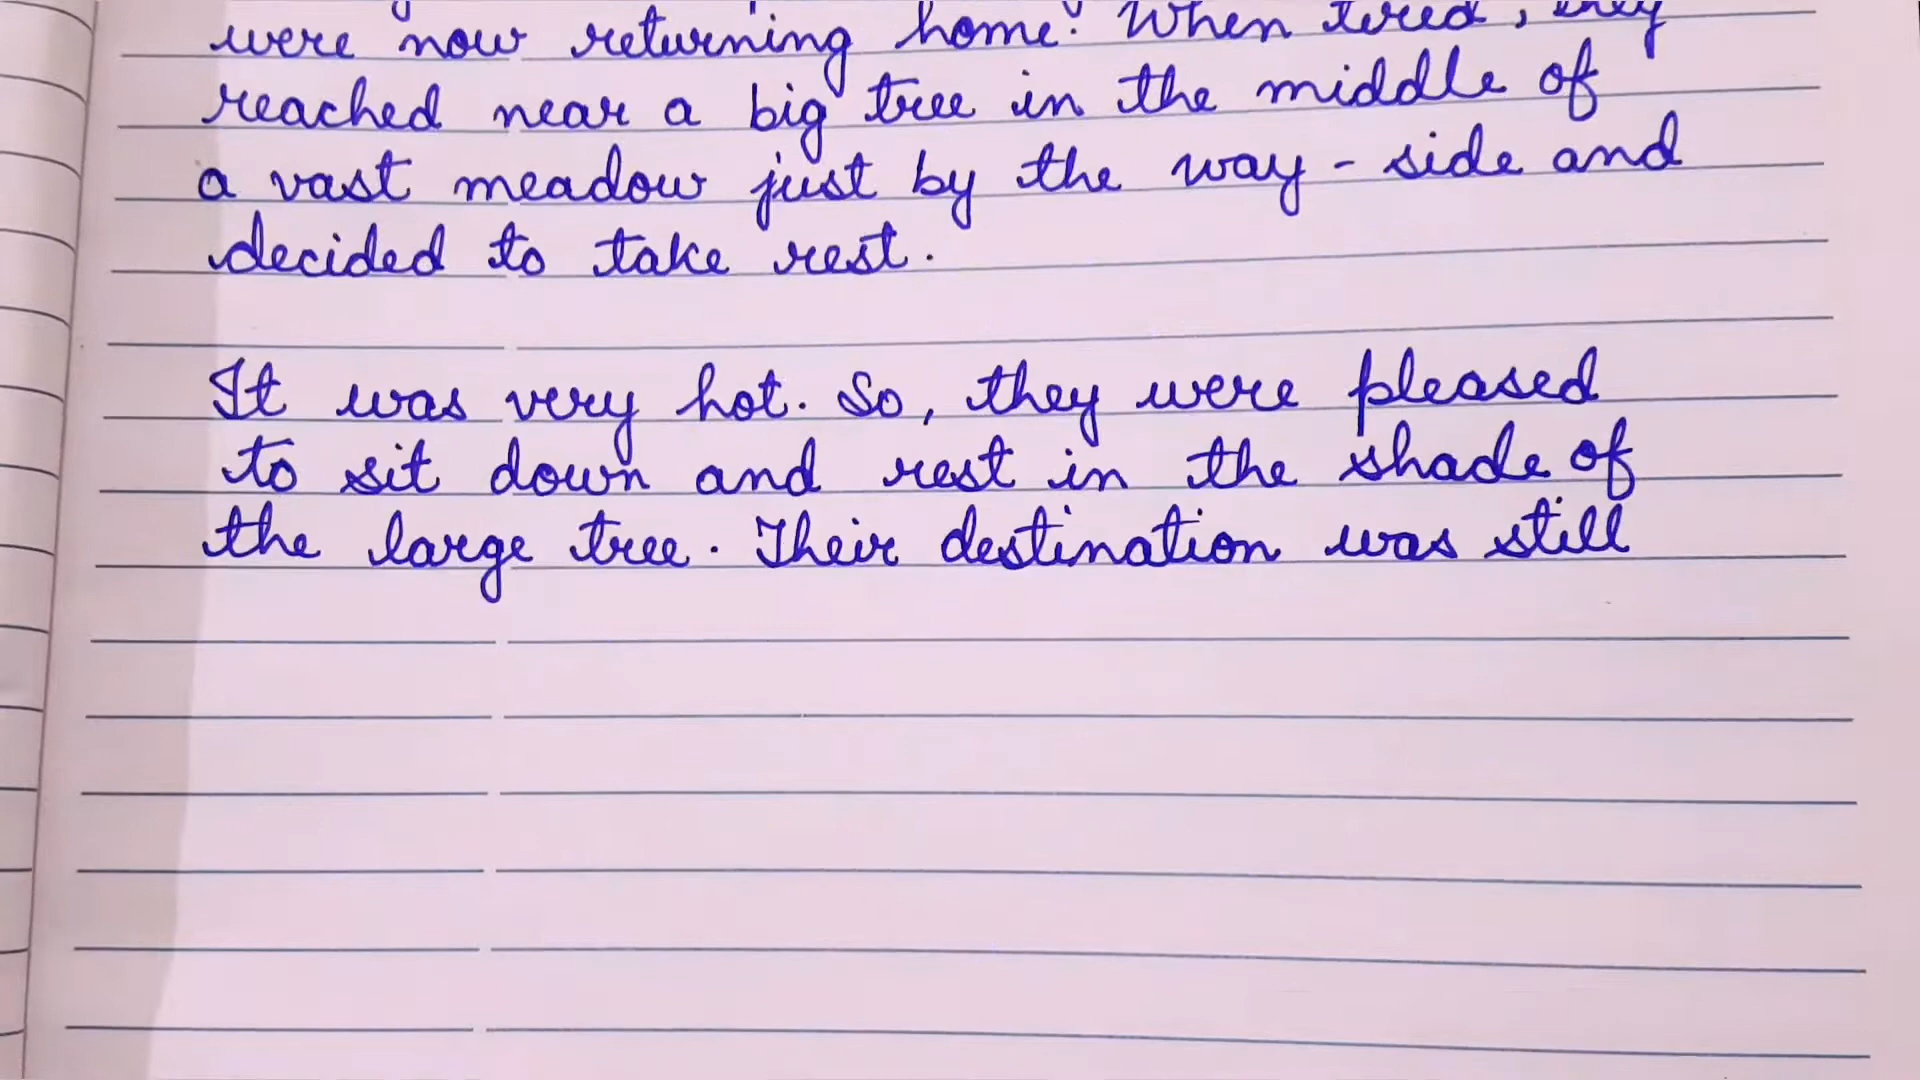 were now returning home. When tired, they
reached near a big tree in the middle of
a vast meadow just by the way - side and
decided to take rest.
It was very hot. So, they were pleased
to sit down and rest in the shade of
the large tree. Their destination was still